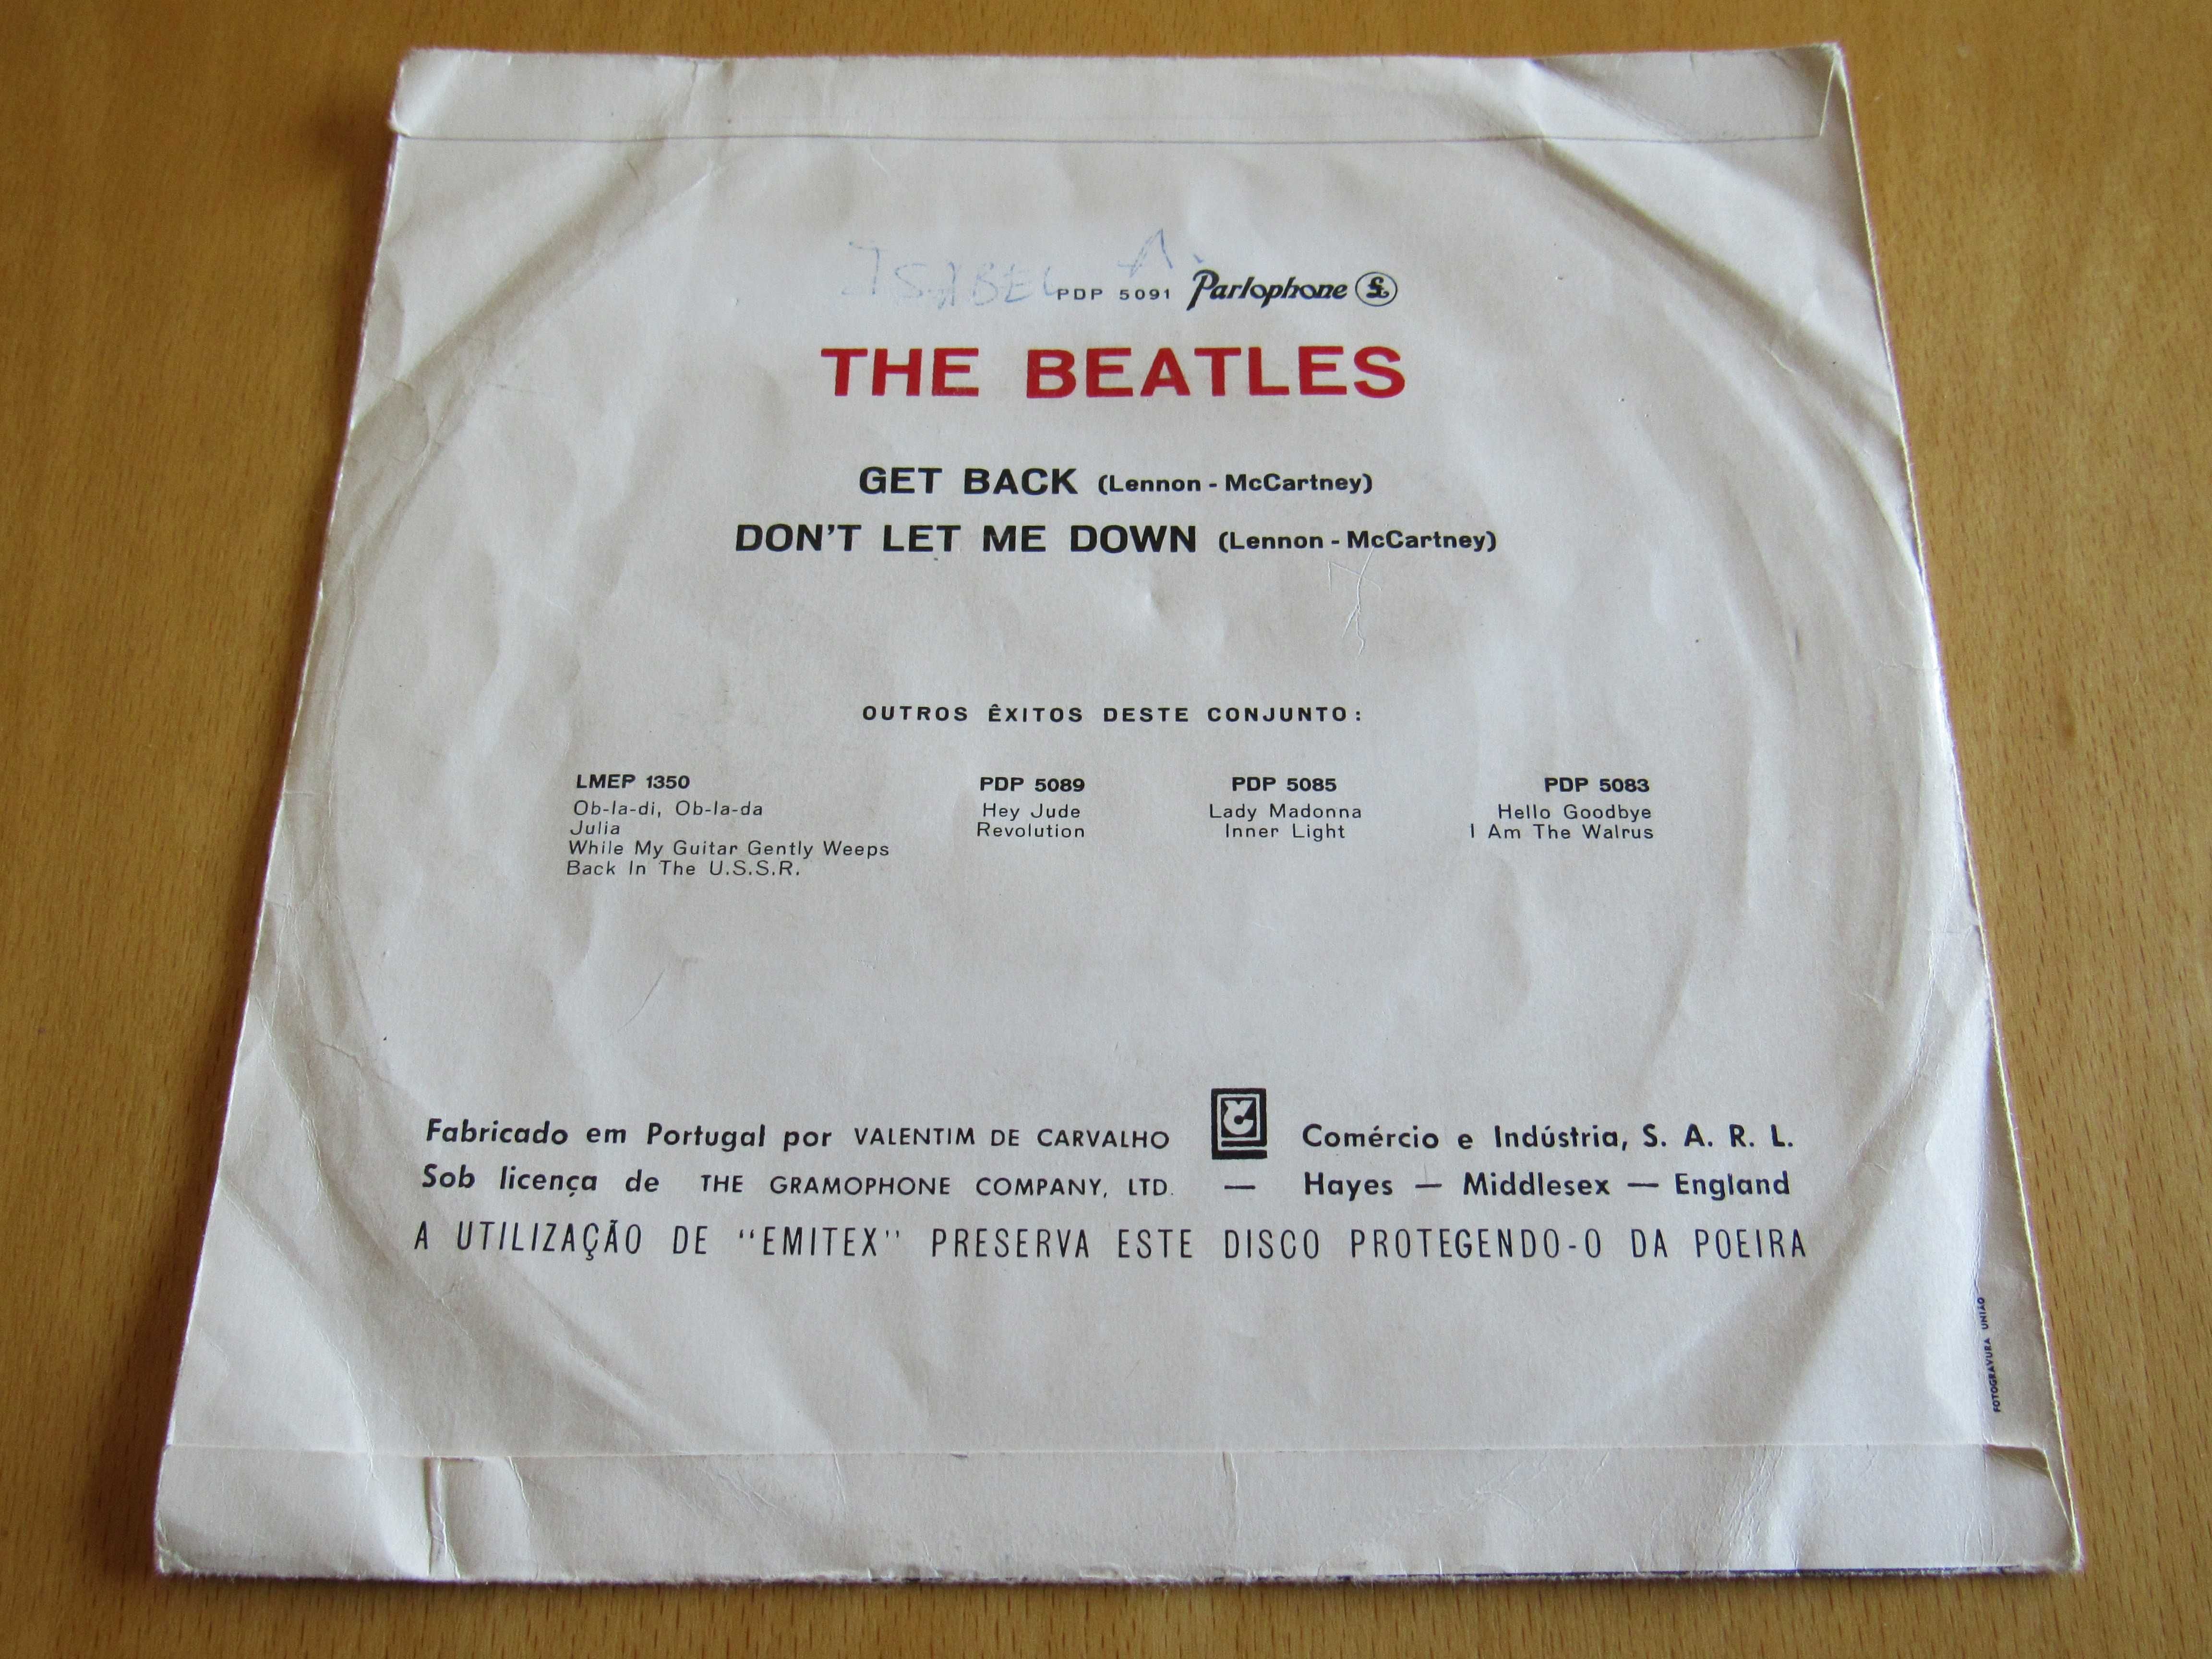 ISABEL A.
PDP 5091 Parlophone £
THE BEATLES
GET BACK (Lennon - McCartney)
DON'T LET ME DOWN (Lennon - McCartney)
OUTROS ÊXITOS DESTE CONJUNTO:
LMEP 1350
Ob-la-di, Ob-la-da
Julia
While My Guitar Gently Weeps
Back In The U.S.S.R.
PDP 5089
Hey Jude
Revolution
PDP 5085
Lady Madonna
Inner Light
PDP 5083
Hello Goodbye
I Am The Walrus
Fabricado em Portugal por VALENTIM DE CARVALHO VC Comércio e Indústria, S. A. R. L.
Sob licença de THE GRAMOPHONE COMPANY, LTD. — Hayes — Middlesex — England
A UTILIZAÇÃO DE "EMITEX" PRESERVA ESTE DISCO PROTEGENDO-O DA POEIRA
FOTOGRAVURA UNIÃO